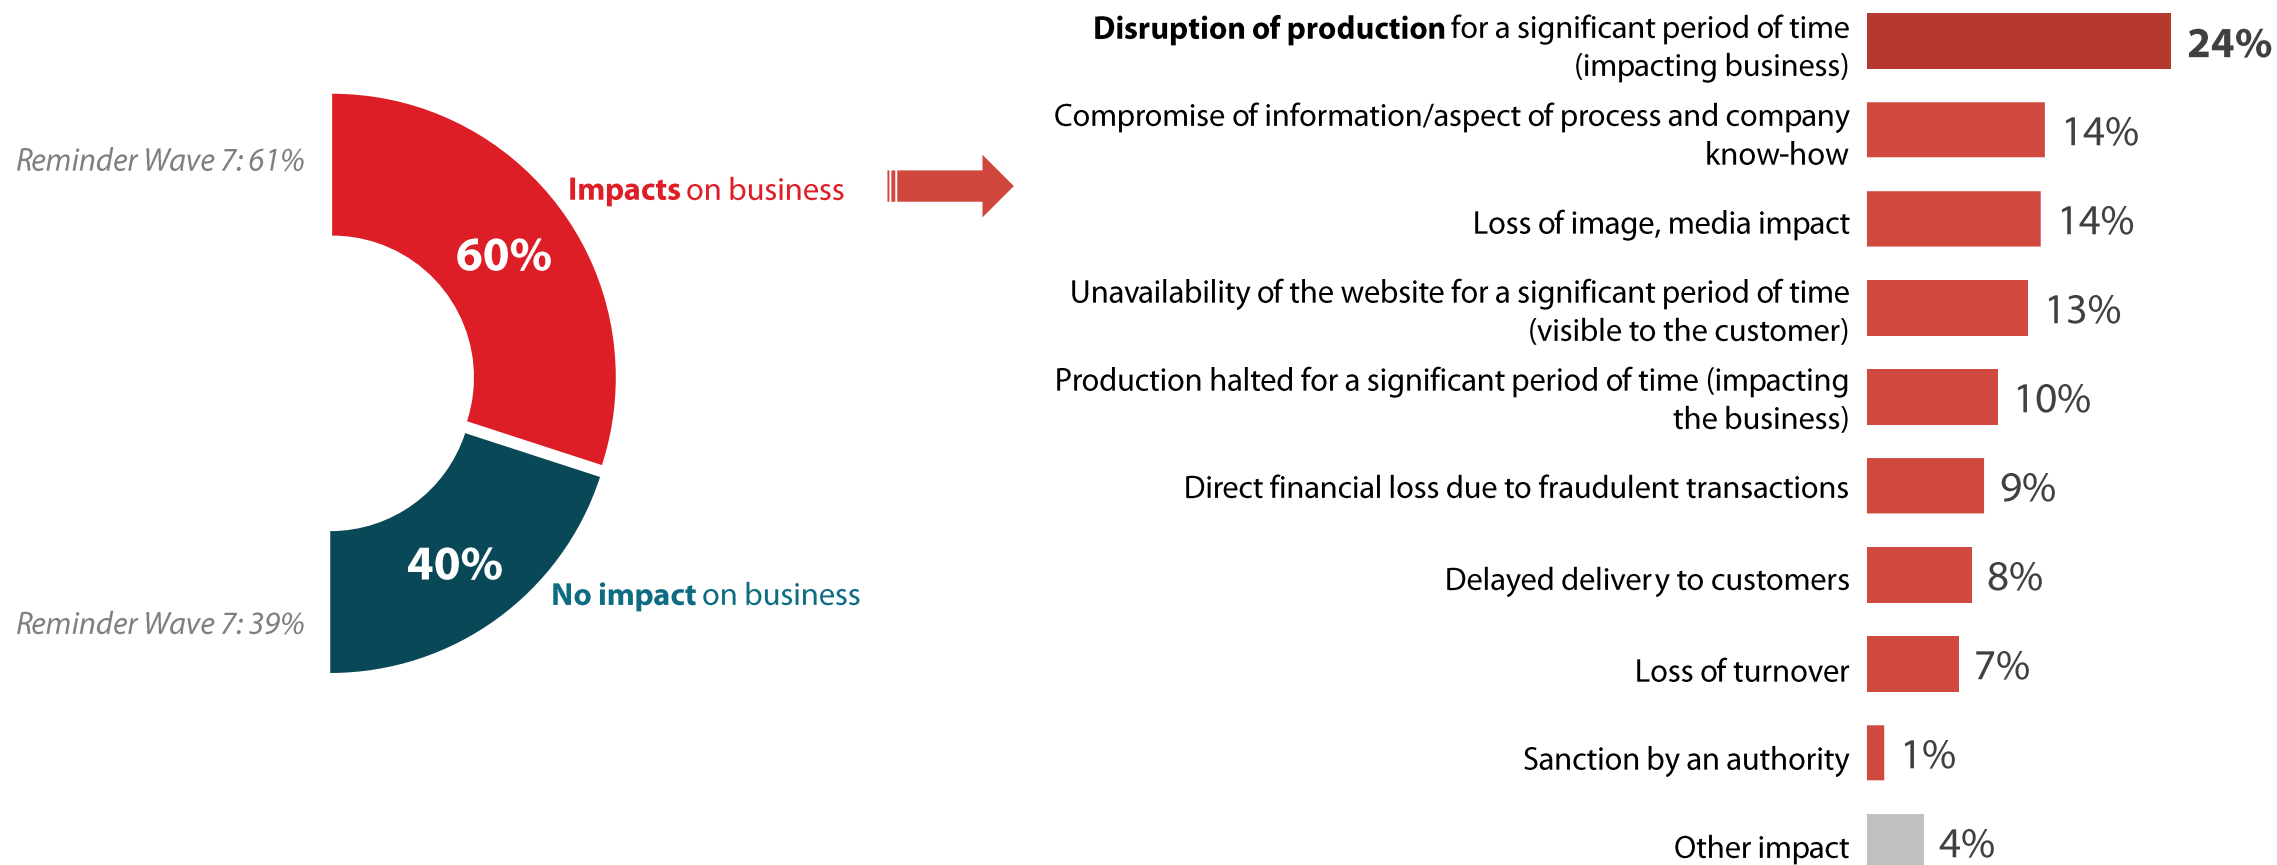 Reminder Wave 7: 61%
Impacts on business
60%
40%
No impact on business
Reminder Wave 7: 39%
Disruption of production for a significant period of time
(impacting business)
24%
Compromise of information/aspect of process and company
know-how
14%
Loss of image, media impact
14%
Unavailability of the website for a significant period of time
(visible to the customer)
13%
Production halted for a significant period of time (impacting
the business)
10%
Direct financial loss due to fraudulent transactions
9%
Delayed delivery to customers
8%
Loss of turnover
7%
Sanction by an authority
1%
Other impact
4%